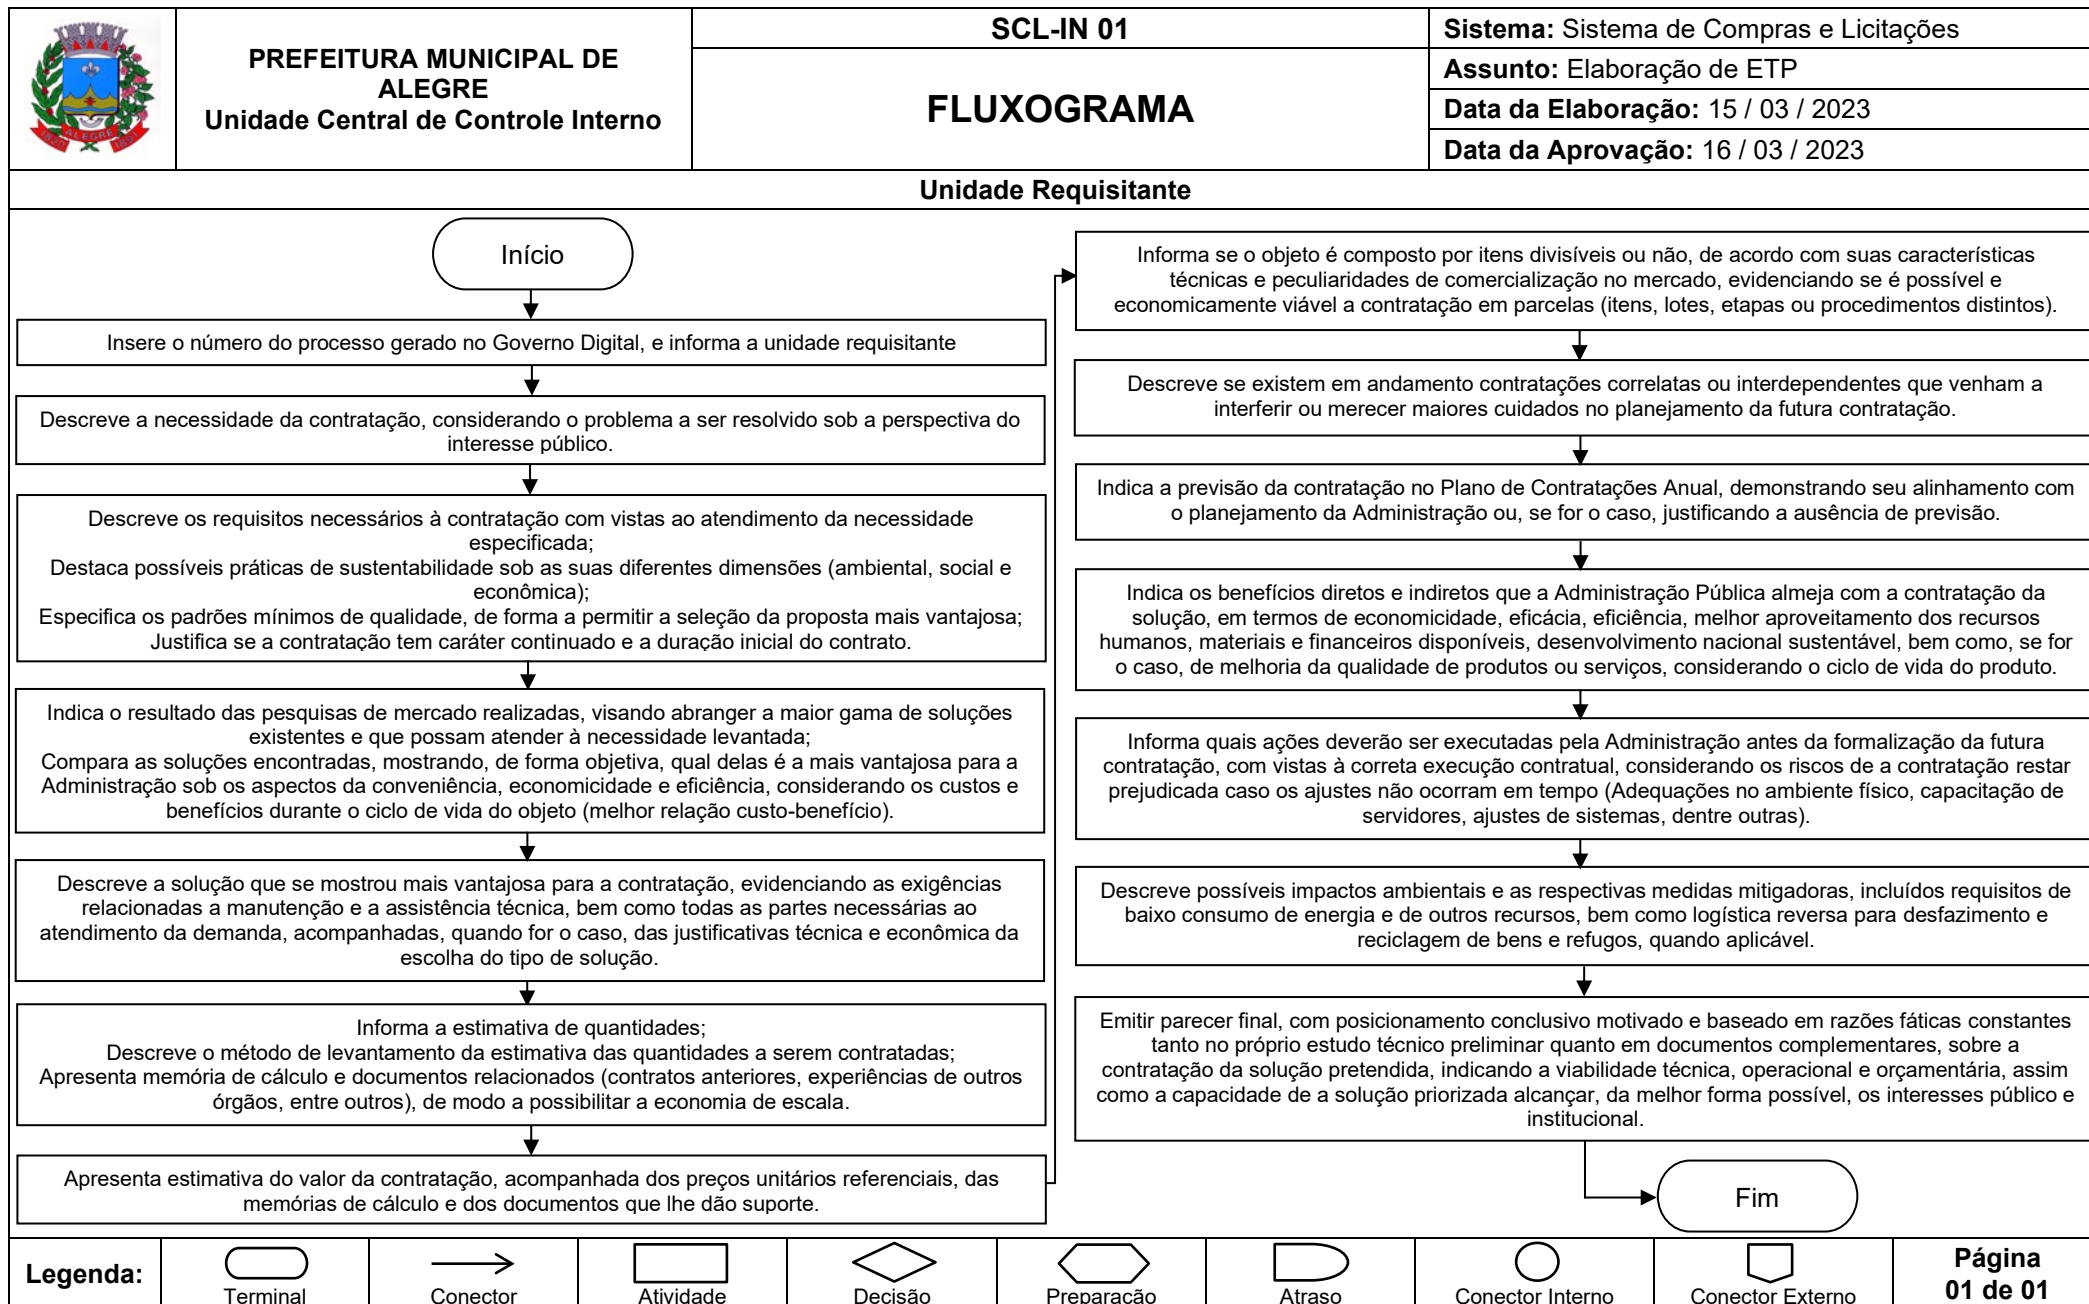 PREFEITURA MUNICIPAL DE
ALEGRE
Unidade Central de Controle Interno
SCL-IN 01
FLUXOGRAMA
Sistema: Sistema de Compras e Licitações
Assunto: Elaboração de ETP
Data da Elaboração: 15 / 03 / 2023
Data da Aprovação: 16 / 03 / 2023
ALEGRE
Unidade Requisitante
Início
Insere o número do processo gerado no Governo Digital, e informa a unidade requisitante
Descreve a necessidade da contratação, considerando o problema a ser resolvido sob a perspectiva do
interesse público.
Descreve os requisitos necessários à contratação com vistas ao atendimento da necessidade
especificada;
Destaca possíveis práticas de sustentabilidade sob as suas diferentes dimensões (ambiental, social e
econômica);
Especifica os padrões mínimos de qualidade, de forma a permitir a seleção da proposta mais vantajosa;
Justifica se a contratação tem caráter continuado e a duração inicial do contrato.
Indica o resultado das pesquisas de mercado realizadas, visando abranger a maior gama de soluções
existentes e que possam atender à necessidade levantada;
Compara as soluções encontradas, mostrando, de forma objetiva, qual delas é a mais vantajosa para a
Administração sob os aspectos da conveniência, economicidade e eficiência, considerando os custos e
benefícios durante o ciclo de vida do objeto (melhor relação custo-benefício).
Descreve a solução que se mostrou mais vantajosa para a contratação, evidenciando as exigências
relacionadas a manutenção e a assistência técnica, bem como todas as partes necessárias ao
atendimento da demanda, acompanhadas, quando for o caso, das justificativas técnica e econômica da
escolha do tipo de solução.
Informa a estimativa de quantidades;
Descreve o método de levantamento da estimativa das quantidades a serem contratadas;
Apresenta memória de cálculo e documentos relacionados (contratos anteriores, experiências de outros
órgãos, entre outros), de modo a possibilitar a economia de escala.
Apresenta estimativa do valor da contratação, acompanhada dos preços unitários referenciais, das
memórias de cálculo e dos documentos que lhe dão suporte.
Informa se o objeto é composto por itens divisíveis ou não, de acordo com suas características
técnicas e peculiaridades de comercialização no mercado, evidenciando se é possível e
economicamente viável a contratação em parcelas (itens, lotes, etapas ou procedimentos distintos).
Descreve se existem em andamento contratações correlatas ou interdependentes que venham a
interferir ou merecer maiores cuidados no planejamento da futura contratação.
Indica a previsão da contratação no Plano de Contratações Anual, demonstrando seu alinhamento com
o planejamento da Administração ou, se for o caso, justificando a ausência de previsão.
Indica os benefícios diretos e indiretos que a Administração Pública almeja com a contratação da
solução, em termos de economicidade, eficácia, eficiência, melhor aproveitamento dos recursos
humanos, materiais e financeiros disponíveis, desenvolvimento nacional sustentável, bem como, se for
o caso, de melhoria da qualidade de produtos ou serviços, considerando o ciclo de vida do produto.
Informa quais ações deverão ser executadas pela Administração antes da formalização da futura
contratação, com vistas à correta execução contratual, considerando os riscos de a contratação restar
prejudicada caso os ajustes não ocorram em tempo (Adequações no ambiente físico, capacitação de
servidores, ajustes de sistemas, dentre outras).
Descreve possíveis impactos ambientais e as respectivas medidas mitigadoras, incluídos requisitos de
baixo consumo de energia e de outros recursos, bem como logística reversa para desfazimento e
reciclagem de bens e refugos, quando aplicável.
Emitir parecer final, com posicionamento conclusivo motivado e baseado em razões fáticas constantes
tanto no próprio estudo técnico preliminar quanto em documentos complementares, sobre a
contratação da solução pretendida, indicando a viabilidade técnica, operacional e orçamentária, assim
como a capacidade de a solução priorizada alcançar, da melhor forma possível, os interesses público e
institucional.
Fim
Legenda:
Terminal
Conector
Atividade
Decisão
Preparação
Atraso
Conector Interno
Conector Externo
Página
01 de 01